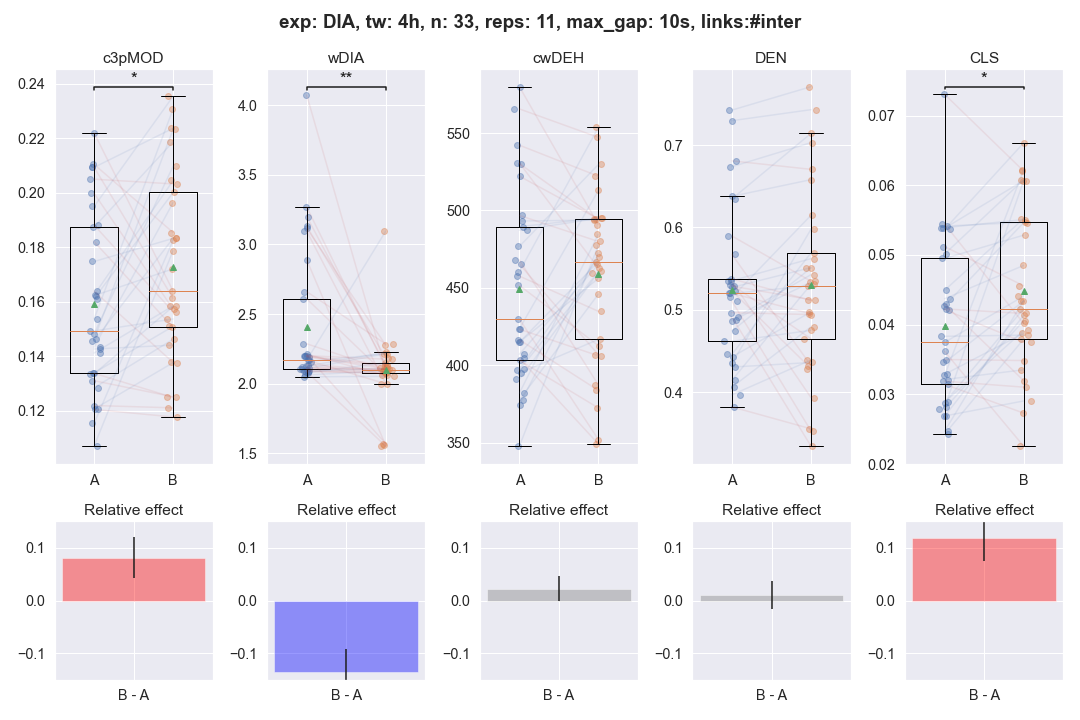 exp: DIA, tw: 4h, n: 33, reps: 11, max_gap: 10s, links:#inter
c3pMOD
wDIA
cwDEH
DEN
CLS
*
**
*
0.24
0.22
0.20
0.18
0.16
0.14
0.12
4.0
3.5
3.0
2.5
2.0
1.5
550
500
450
400
350
0.7
0.6
0.5
0.4
0.07
0.06
0.05
0.04
0.03
0.02
A B
A B
A B
A B
A B
Relative effect
Relative effect
Relative effect
Relative effect
Relative effect
0.1
0.0
−0.1
0.1
0.0
−0.1
0.1
0.0
−0.1
0.1
0.0
−0.1
0.1
0.0
−0.1
B - A
B - A
B - A
B - A
B - A